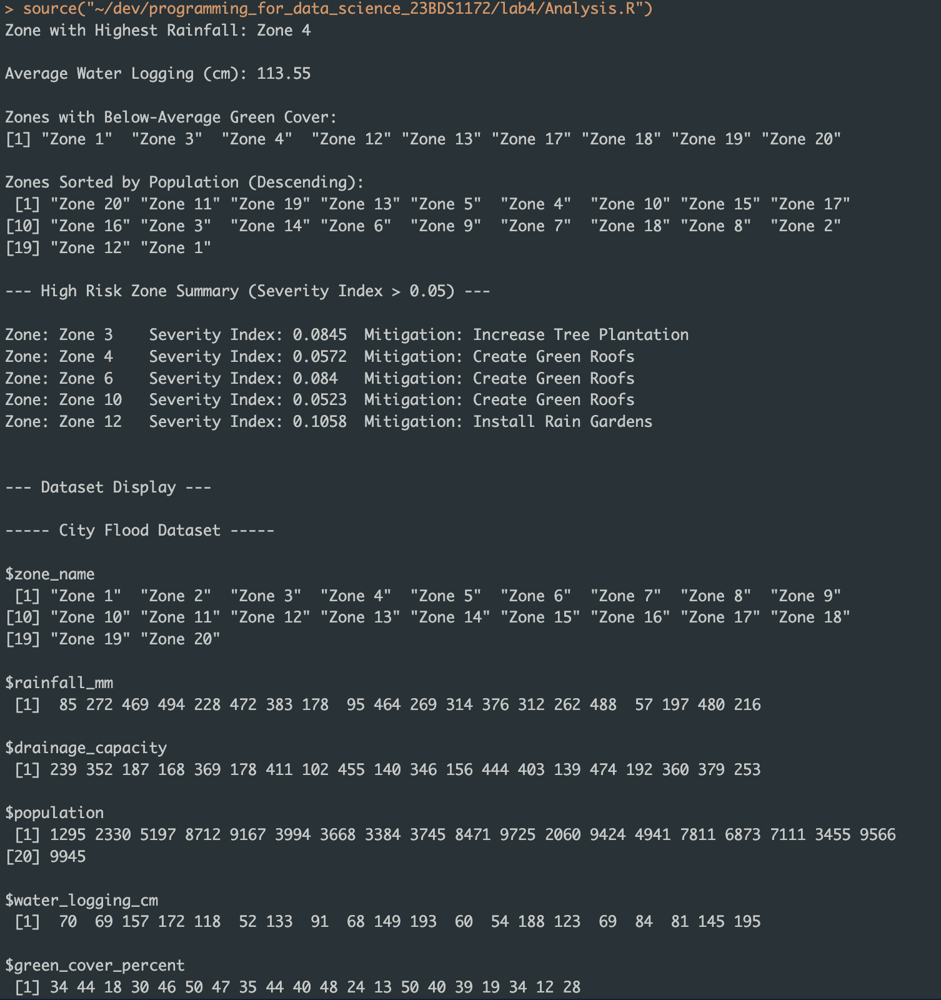 > source("~/dev/programming_for_data_science_23BDS1172/lab4/Analysis.R")
Zone with Highest Rainfall: Zone 4
Average Water Logging (cm): 113.55
Zones with Below-Average Green Cover:
[1] "Zone 1"  "Zone 3"  "Zone 4"  "Zone 12" "Zone 13" "Zone 17" "Zone 18" "Zone 19" "Zone 20"
Zones Sorted by Population (Descending):
 [1] "Zone 20" "Zone 11" "Zone 19" "Zone 13" "Zone 5"  "Zone 4"  "Zone 10" "Zone 15" "Zone 17"
[10] "Zone 16" "Zone 3"  "Zone 14" "Zone 6"  "Zone 9"  "Zone 7"  "Zone 18" "Zone 8"  "Zone 2"
[19] "Zone 12" "Zone 1"
--- High Risk Zone Summary (Severity Index > 0.05) ---
Zone: Zone 3    Severity Index: 0.0845  Mitigation: Increase Tree Plantation
Zone: Zone 4    Severity Index: 0.0572  Mitigation: Create Green Roofs
Zone: Zone 6    Severity Index: 0.084   Mitigation: Create Green Roofs
Zone: Zone 10   Severity Index: 0.0523  Mitigation: Create Green Roofs
Zone: Zone 12   Severity Index: 0.1058  Mitigation: Install Rain Gardens
--- Dataset Display ---
----- City Flood Dataset -----
$zone_name
 [1] "Zone 1"  "Zone 2"  "Zone 3"  "Zone 4"  "Zone 5"  "Zone 6"  "Zone 7"  "Zone 8"  "Zone 9"
[10] "Zone 10" "Zone 11" "Zone 12" "Zone 13" "Zone 14" "Zone 15" "Zone 16" "Zone 17" "Zone 18"
[19] "Zone 19" "Zone 20"
$rainfall_mm
 [1]  85 272 469 494 228 472 383 178  95 464 269 314 376 312 262 488  57 197 480 216
$drainage_capacity
 [1] 239 352 187 168 369 178 411 102 455 140 346 156 444 403 139 474 192 360 379 253
$population
 [1] 1295 2330 5197 8712 9167 3994 3668 3384 3745 8471 9725 2060 9424 4941 7811 6873 7111 3455 9566
[20] 9945
$water_logging_cm
 [1]  70  69 157 172 118  52 133  91  68 149 193  60  54 188 123  69  84  81 145 195
$green_cover_percent
 [1] 34 44 18 30 46 50 47 35 44 40 48 24 13 50 40 39 19 34 12 28